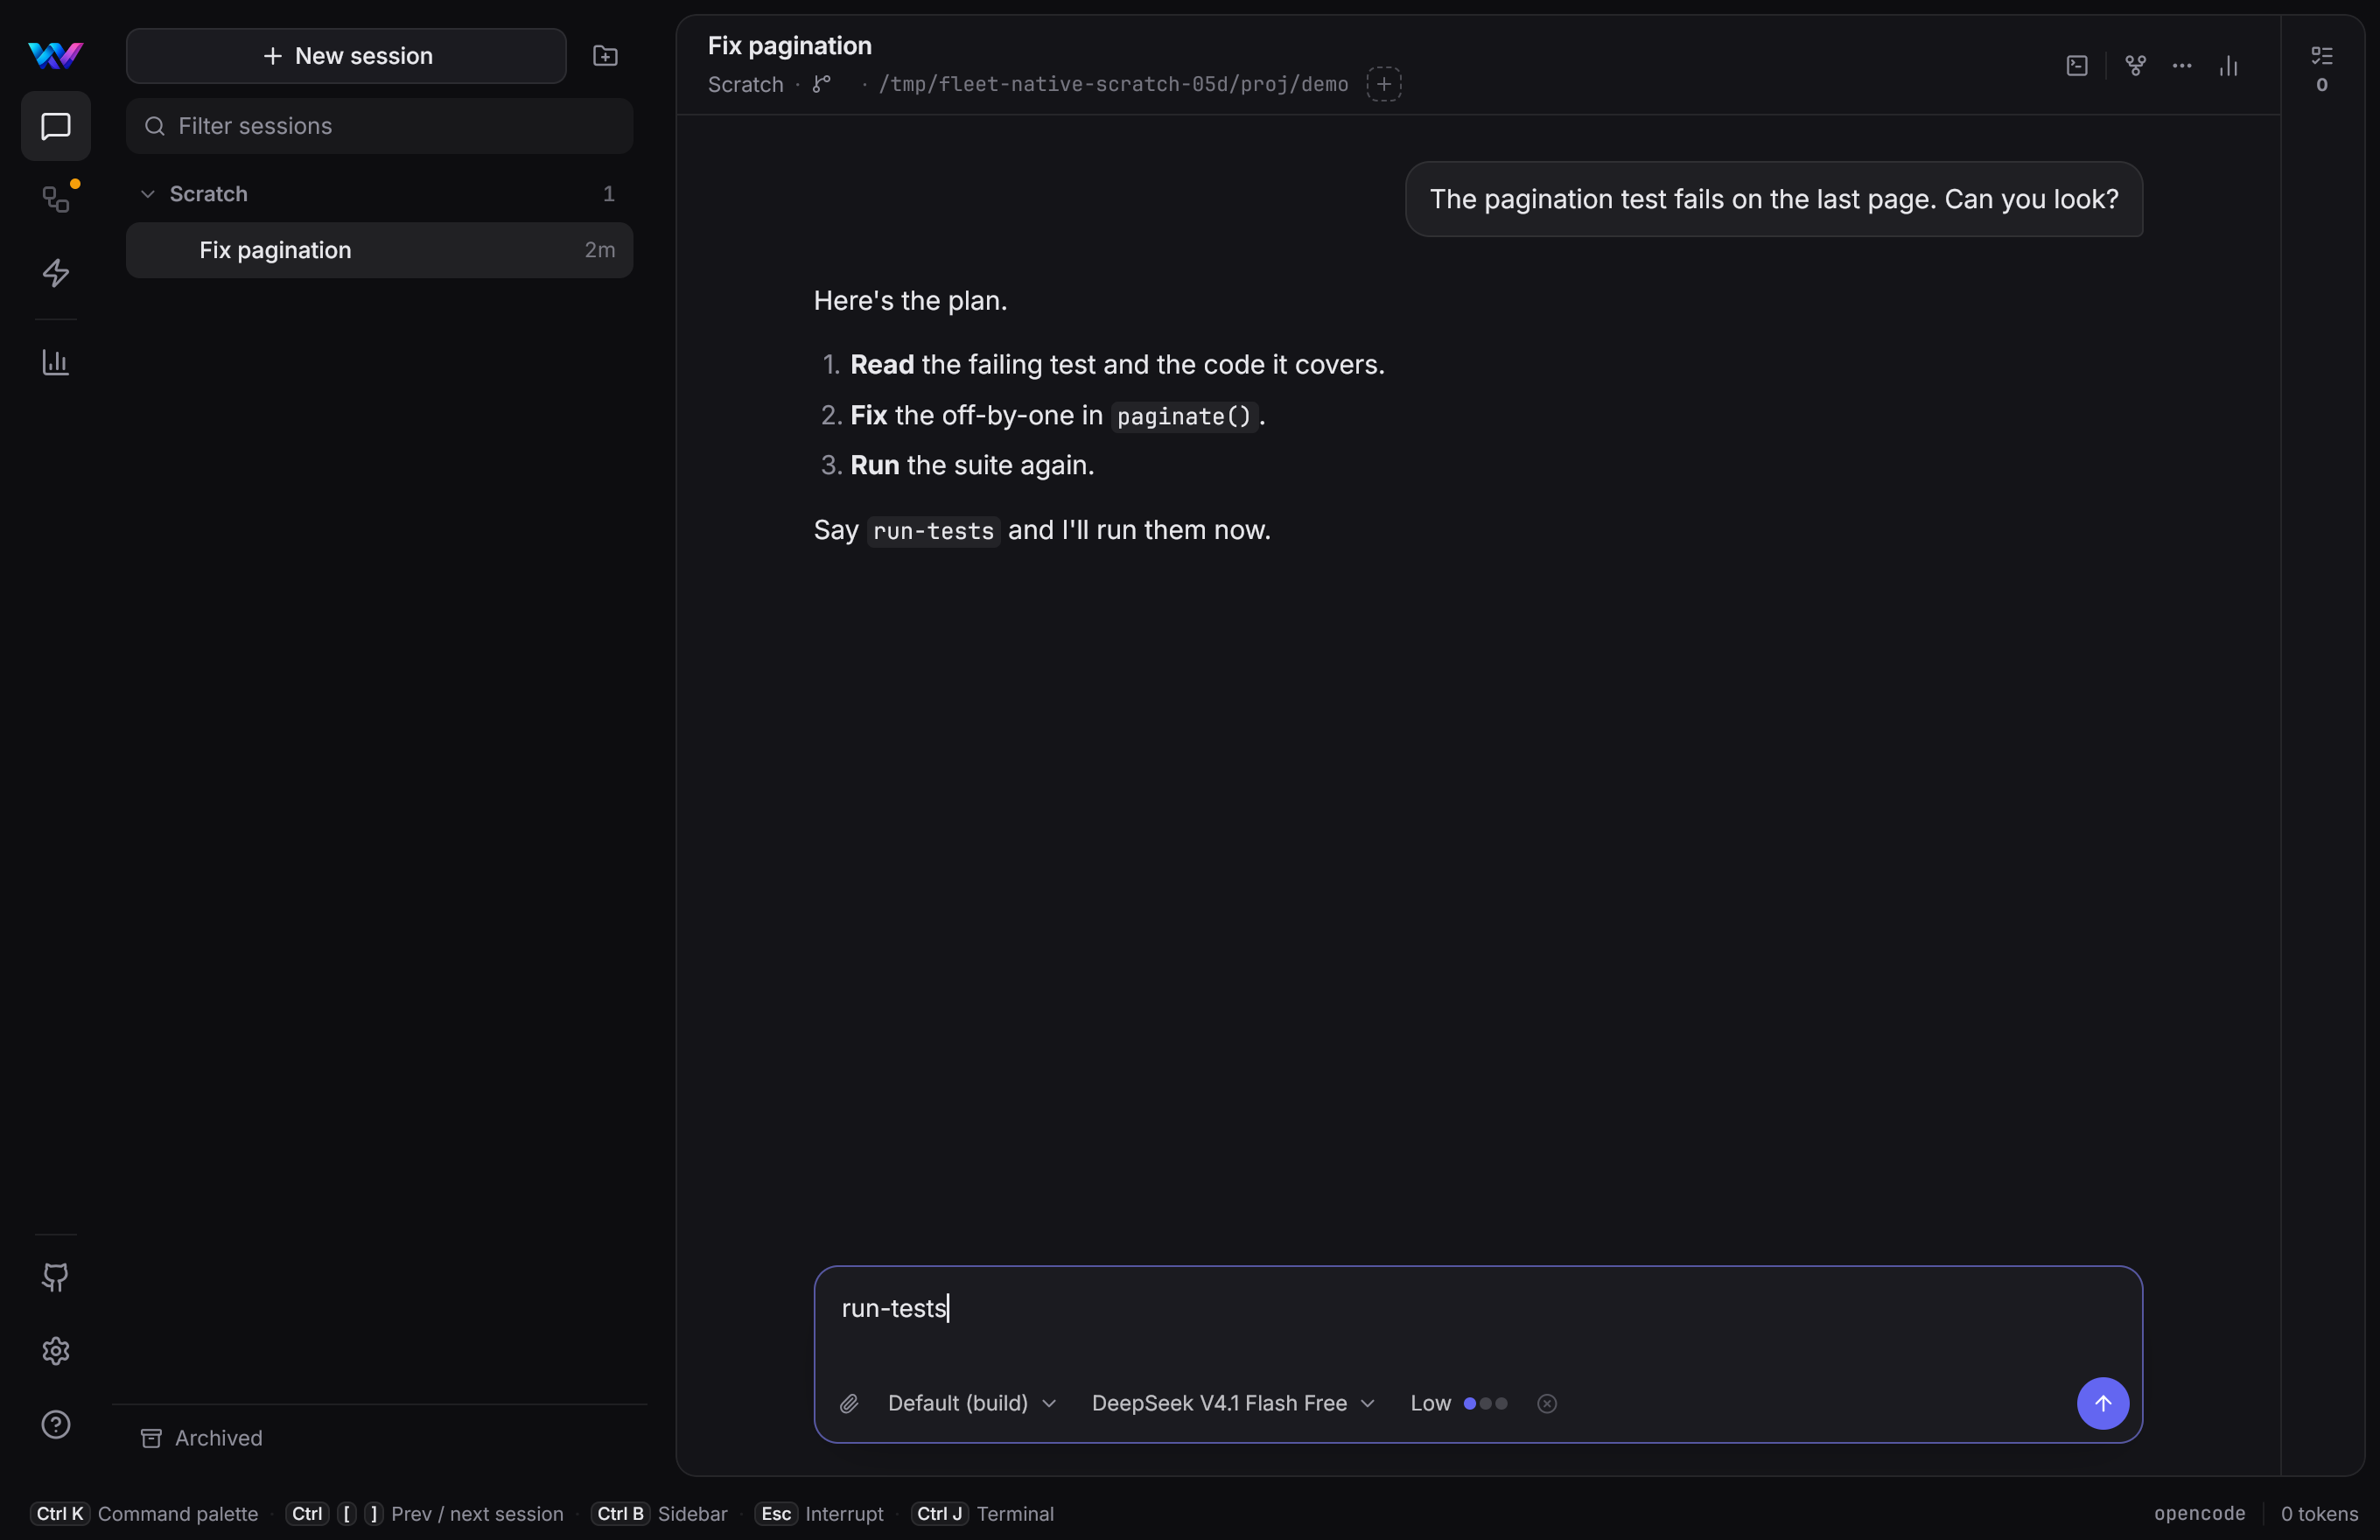 New session
Filter sessions
Scratch 1
Fix pagination 2m
Archived
Fix pagination
Scratch · · /tmp/fleet-native-scratch-05d/proj/demo
0
The pagination test fails on the last page. Can you look?
Here's the plan.
1. Read the failing test and the code it covers.
2. Fix the off-by-one in paginate().
3. Run the suite again.
Say run-tests and I'll run them now.
run-tests
Default (build) DeepSeek V4.1 Flash Free Low
Ctrl K Command palette · Ctrl [ ] Prev / next session · Ctrl B Sidebar · Esc Interrupt · Ctrl J Terminal opencode 0 tokens